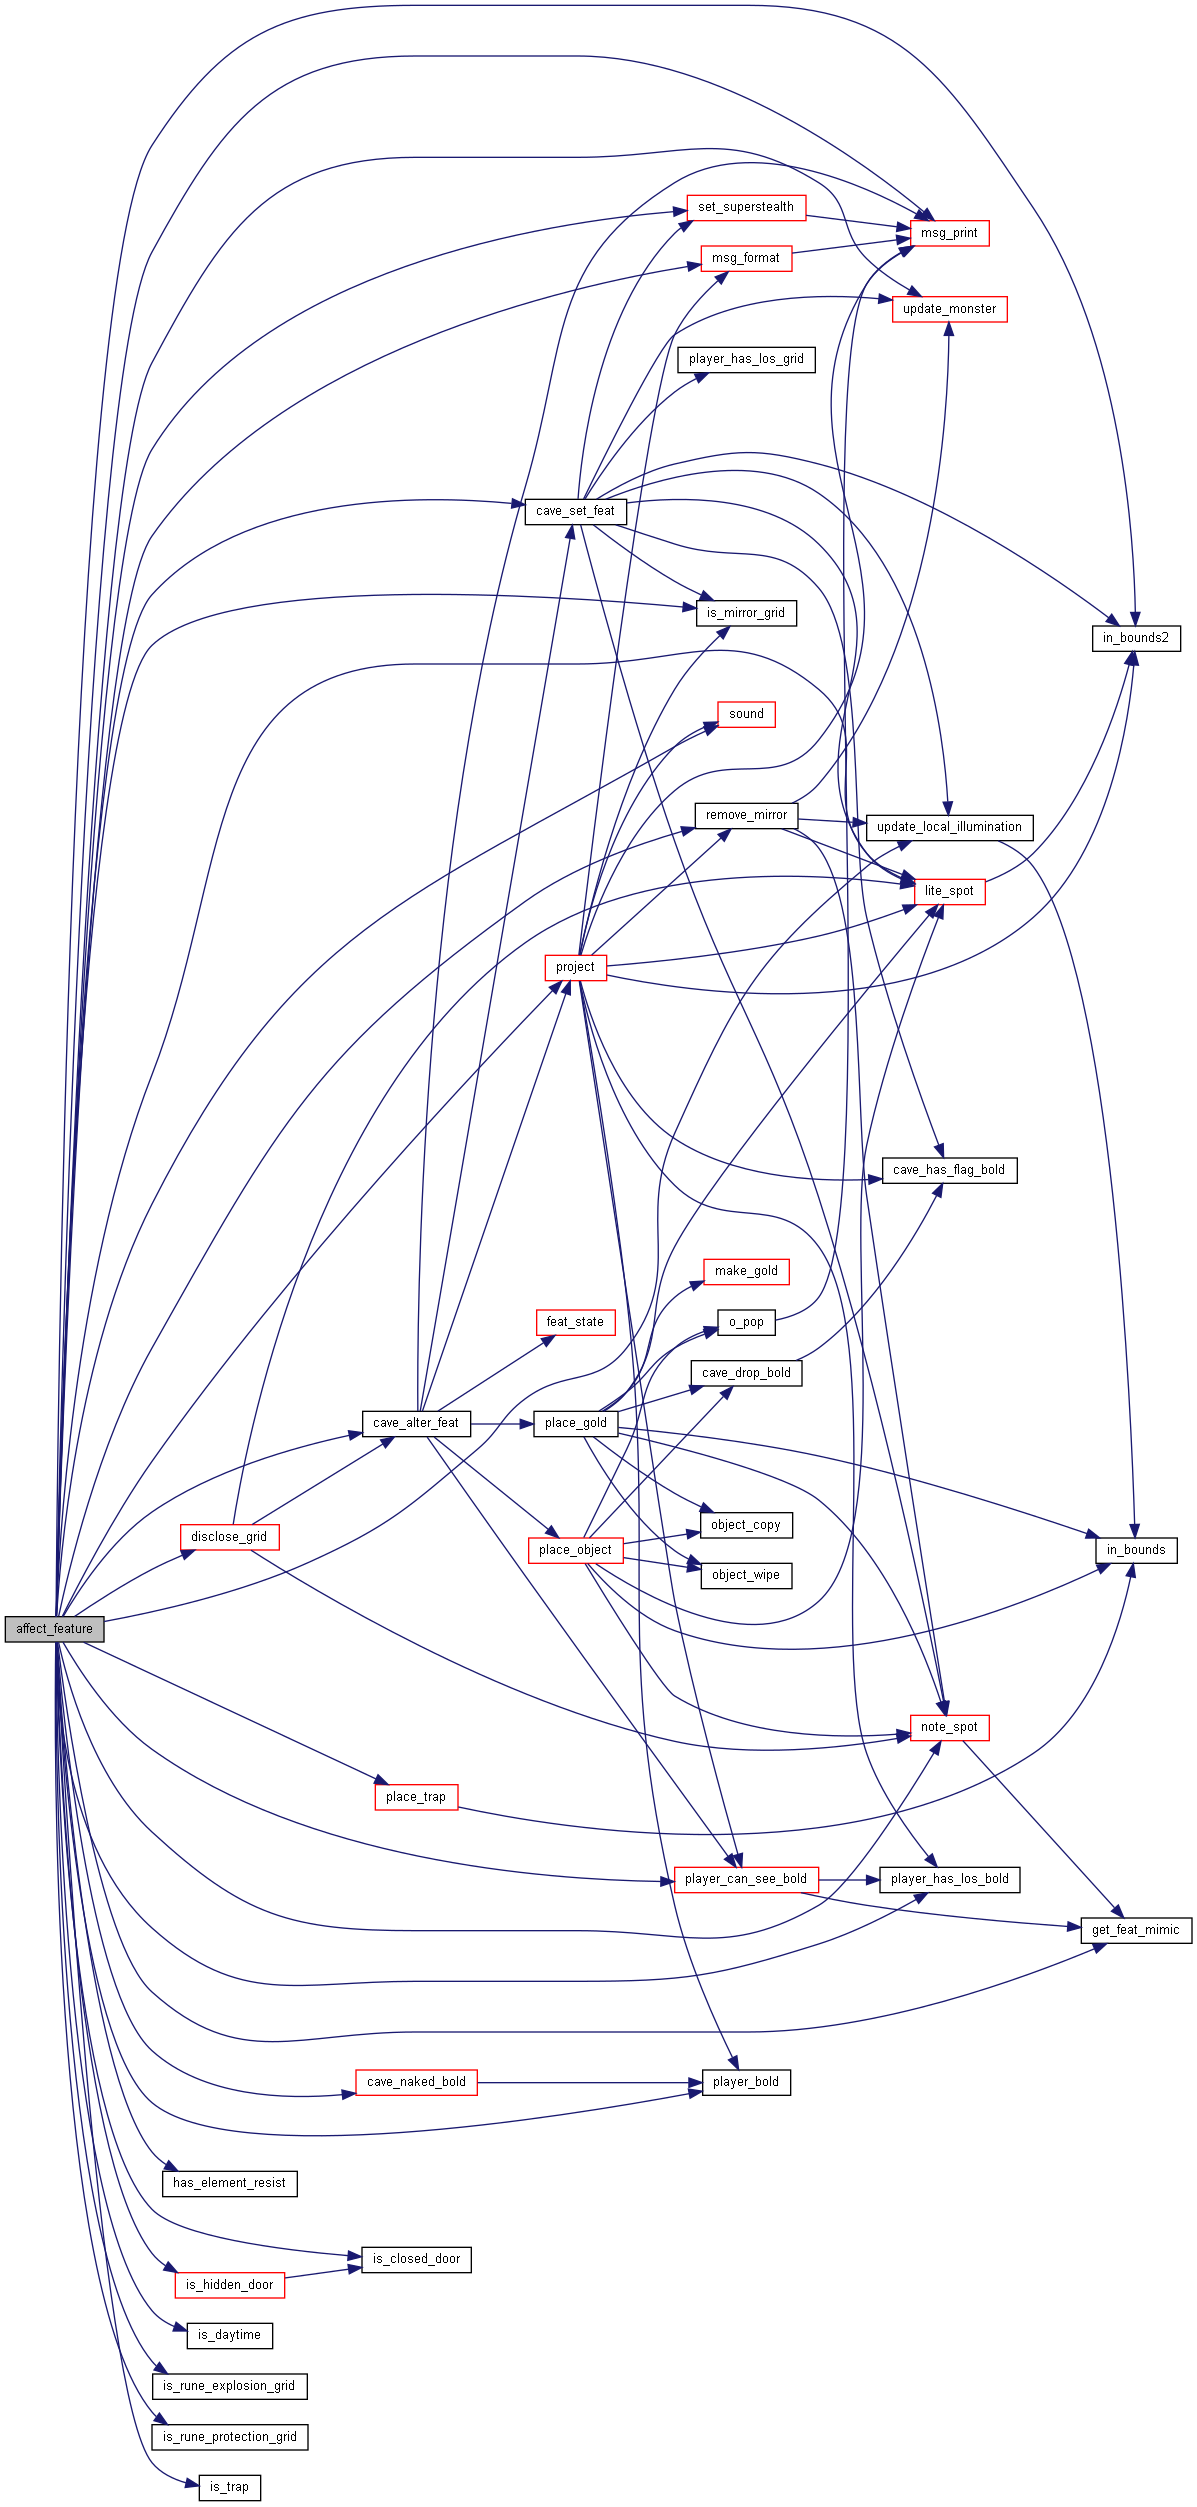 set_superstealth
msg_print
msg_format
update_monster
player_has_los_grid
cave_set_feat
is_mirror_grid
in_bounds2
sound
remove_mirror
update_local_illumination
lite_spot
project
cave_has_flag_bold
make_gold
feat_state
o_pop
cave_drop_bold
cave_alter_feat
place_gold
object_copy
disclose_grid
place_object
in_bounds
object_wipe
affect_feature
note_spot
place_trap
player_can_see_bold
player_has_los_bold
get_feat_mimic
cave_naked_bold
player_bold
has_element_resist
is_closed_door
is_hidden_door
is_daytime
is_rune_explosion_grid
is_rune_protection_grid
is_trap